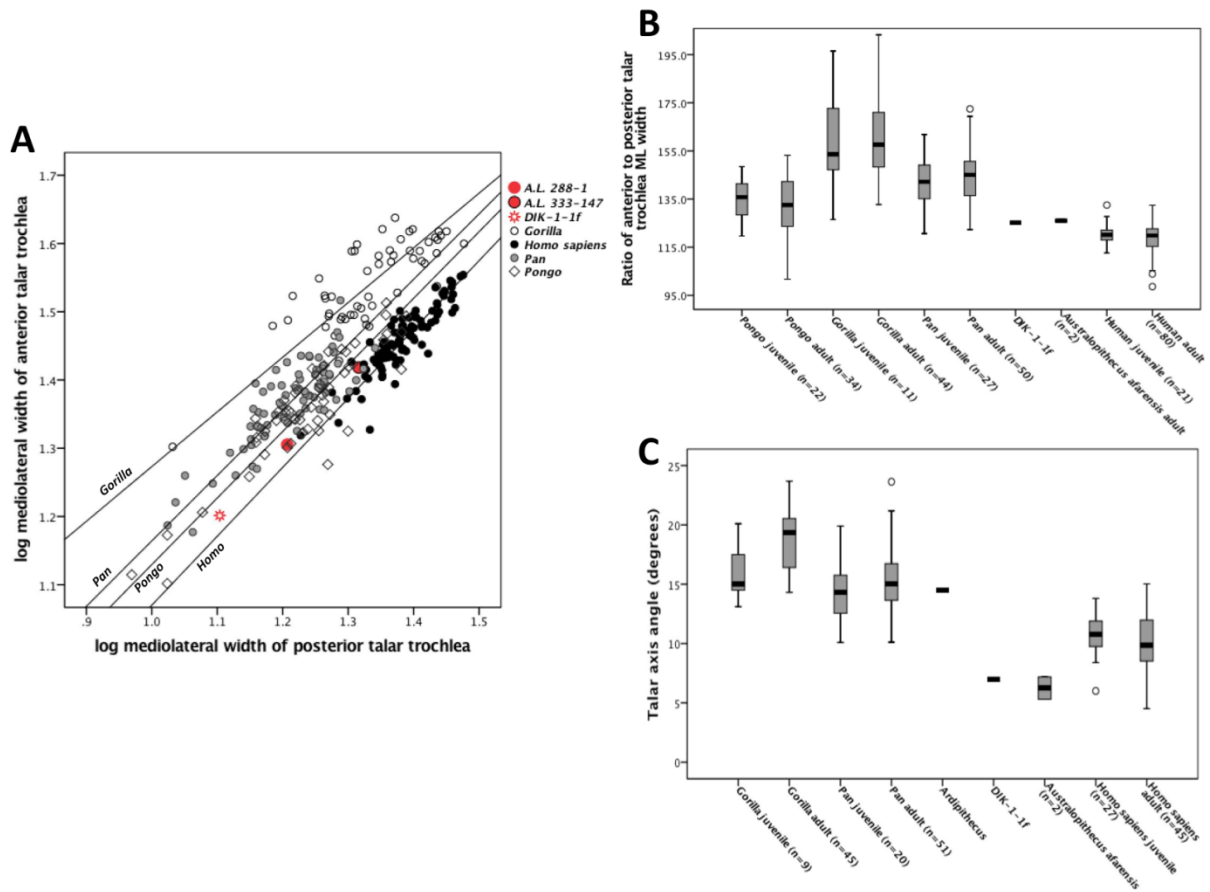 A
log mediolateral width of anterior talar trochlea
1.7
1.6
1.5
1.4
1.3
1.2
1.1
Gorilla
Pan
Pongo
Homo
.9
1.0
1.1
1.2
1.3
1.4
1.5
log mediolateral width of posterior talar trochlea
A.L. 288-1
A.L. 333-147
DIK-1-1f
Gorilla
Homo sapiens
Pan
Pongo
B
Ratio of anterior to posterior talar
trochlea ML width
195.0
175.0
155.0
135.0
115.0
95.0
Pongo juvenile (n=22)
Pongo adult (n=34)
Gorilla juvenile (n=11)
Gorilla adult (n=44)
Pan juvenile (n=27)
Pan adult (n=50)
DIK-1-1f
Australopithecus afarensis adult
(n=2)
Human juvenile (n=21)
Human adult
(n=80)
C
Talar axis angle (degrees)
25
20
15
10
5
0
Gorilla juvenile (n=9)
Gorilla adult (n=45)
Pan juvenile (n=20)
Pan adult (n=51)
Ardipithecus
DIK-1-1f
Australopithecus afarensis
(n=2)
Homo sapiens juvenile
(n=27)
Homo sapiens
adult (n=45)